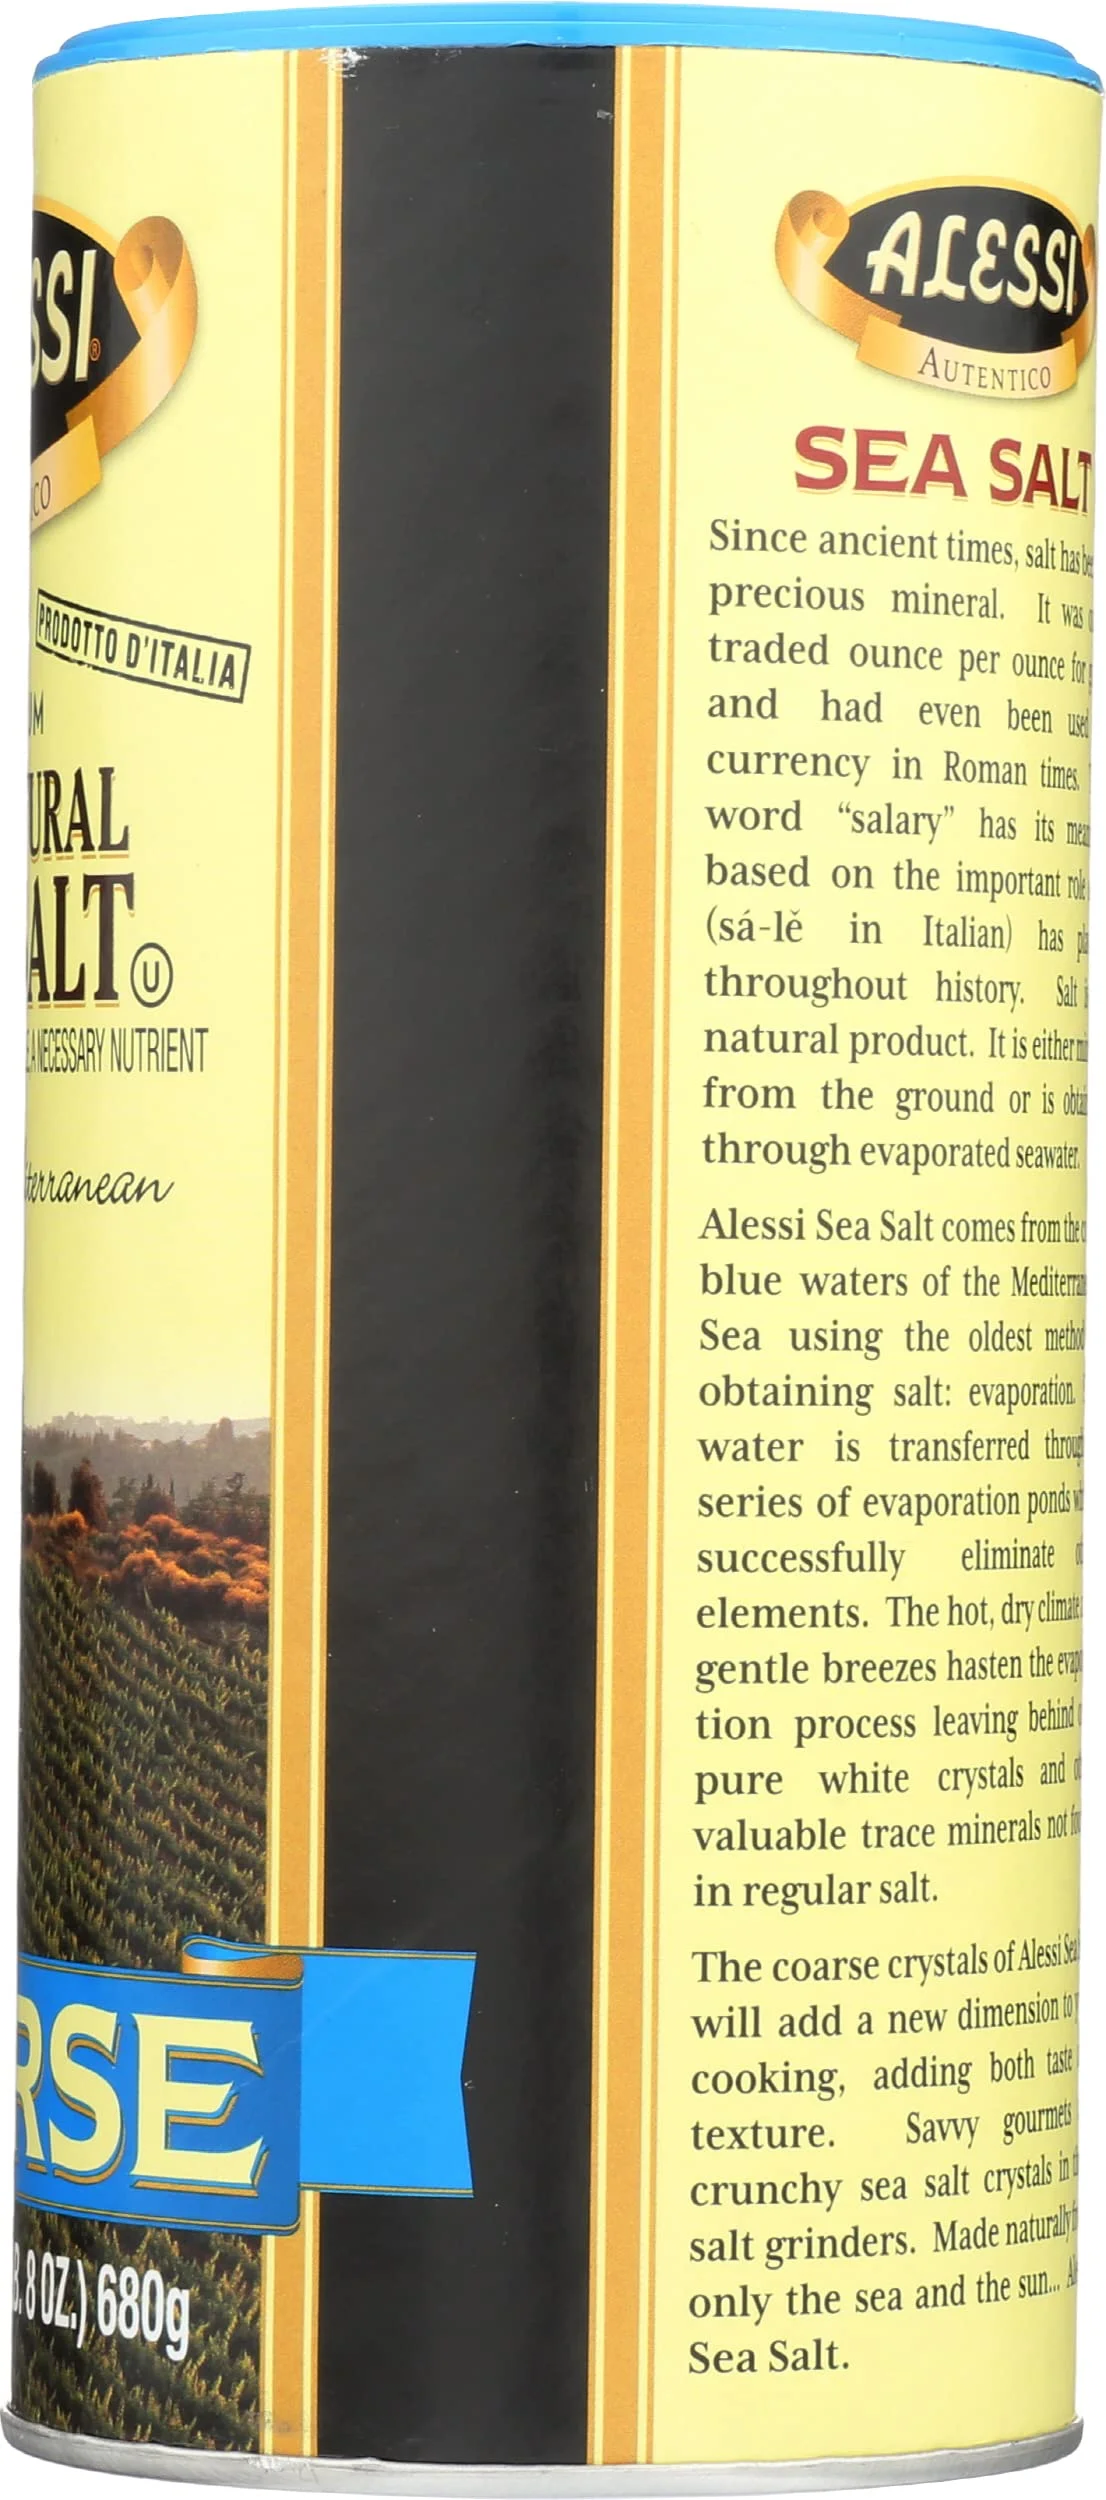 SSI®
CO
PRODOTTO D'ITALIA
UM
URAL
ALT
U
A NECESSARY NUTRIENT
terranean
RSE
8 OZ.) 680g
ALESSI
AUTENTICO
SEA SALT
Since ancient times, salt has
precious mineral. It was
traded ounce per ounce for
and had even been used
currency in Roman times.
word “salary” has its
based on the important role
(sá-lě in Italian) has
throughout history. Salt
natural product. It is either
from the ground or is
through evaporated seawater.
Alessi Sea Salt comes from the
blue waters of the
Sea using the oldest method
obtaining salt: evaporation.
water is transferred
series of evaporation ponds
successfully eliminate
elements. The hot, dry climate
gentle breezes hasten the
tion process leaving behind
pure white crystals and
valuable trace minerals not
in regular salt.
The coarse crystals of Alessi Sea
will add a new dimension to
cooking, adding both taste
texture. Savvy gourmets
crunchy sea salt crystals in
salt grinders. Made naturally
only the sea and the sun...
Sea Salt.